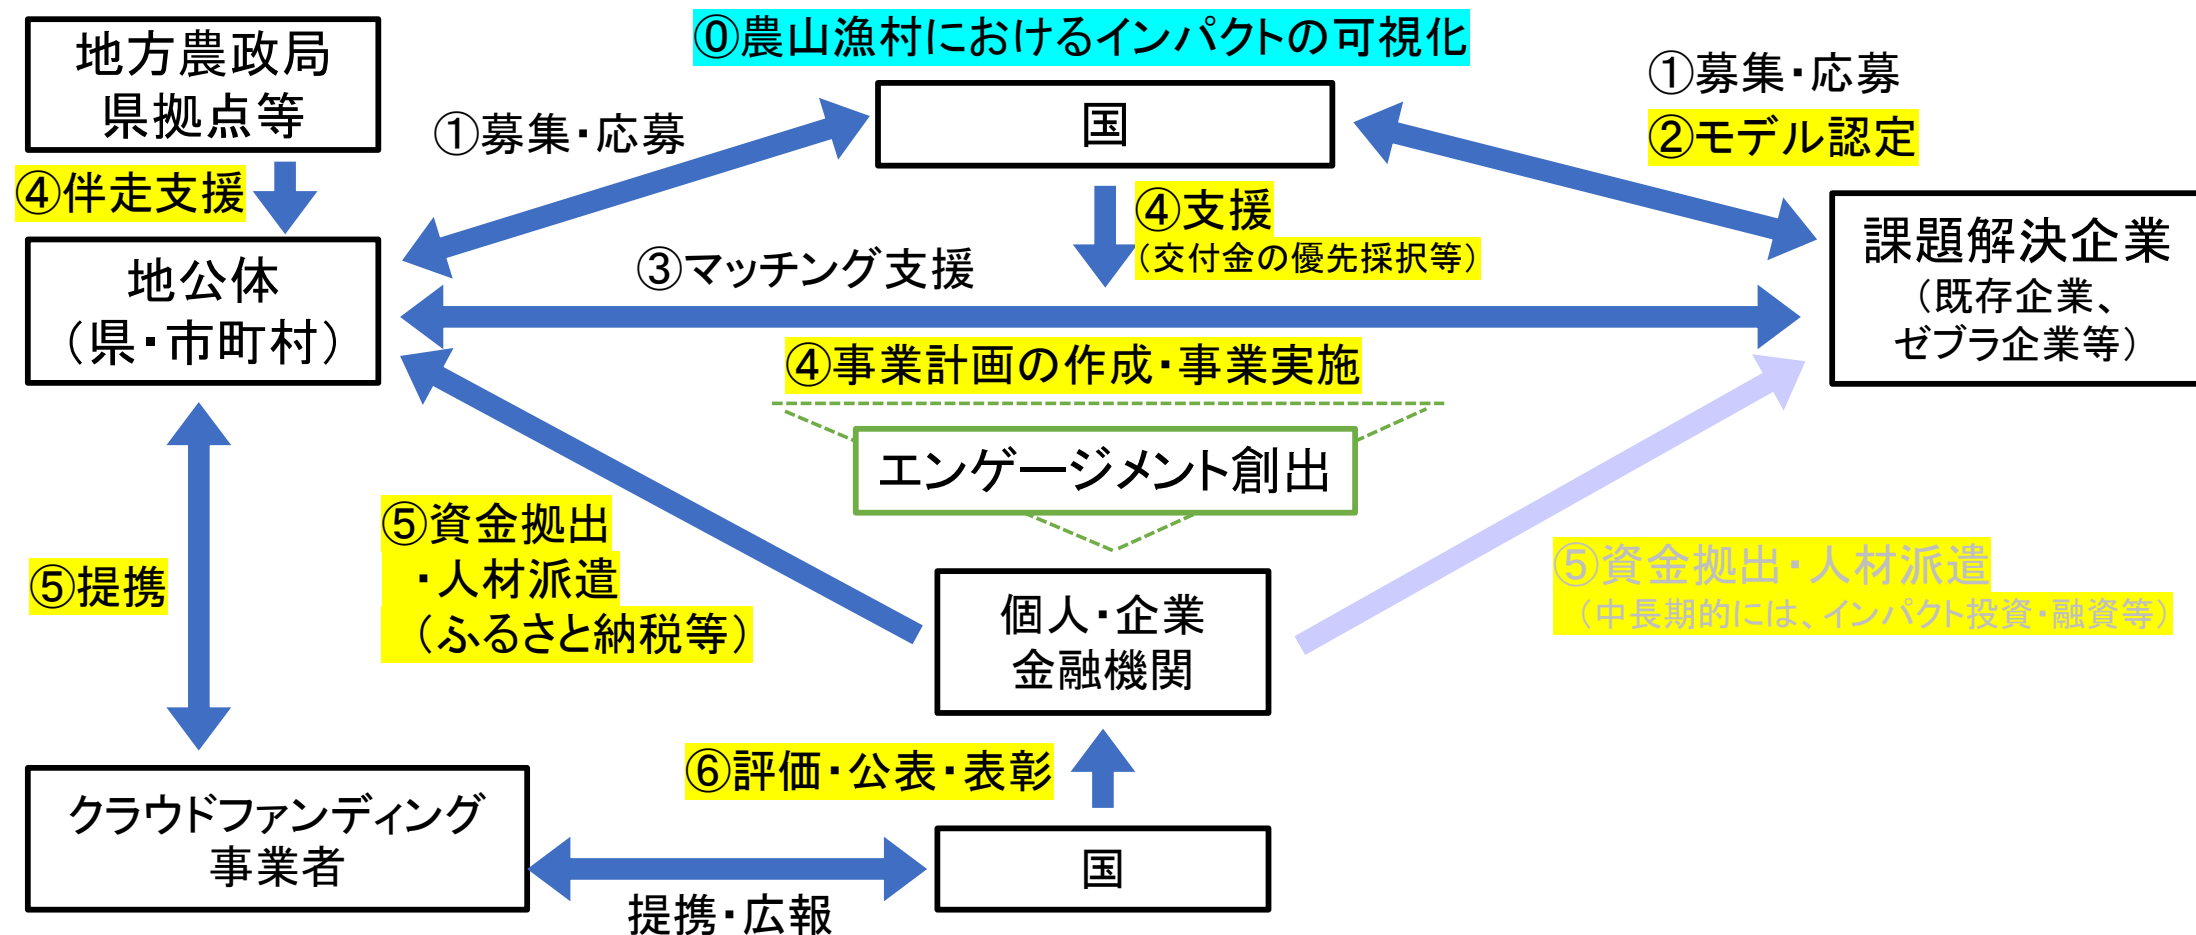 ⓪農山漁村におけるインパクトの可視化
地方農政局
県拠点等
国
①募集・応募
①募集・応募
②モデル認定
④伴走支援
④支援
（交付金の優先採択等）
③マッチング支援
地公体
（県・市町村）
課題解決企業
（既存企業、
ゼブラ企業等）
④事業計画の作成・事業実施
エンゲージメント創出
⑤資金拠出
・人材派遣
（ふるさと納税等）
⑤提携
⑤資金拠出・人材派遣
（中長期的には、インパクト投資・融資等）
個人・企業
金融機関
⑥評価・公表・表彰
クラウドファンディング
事業者
国
提携・広報